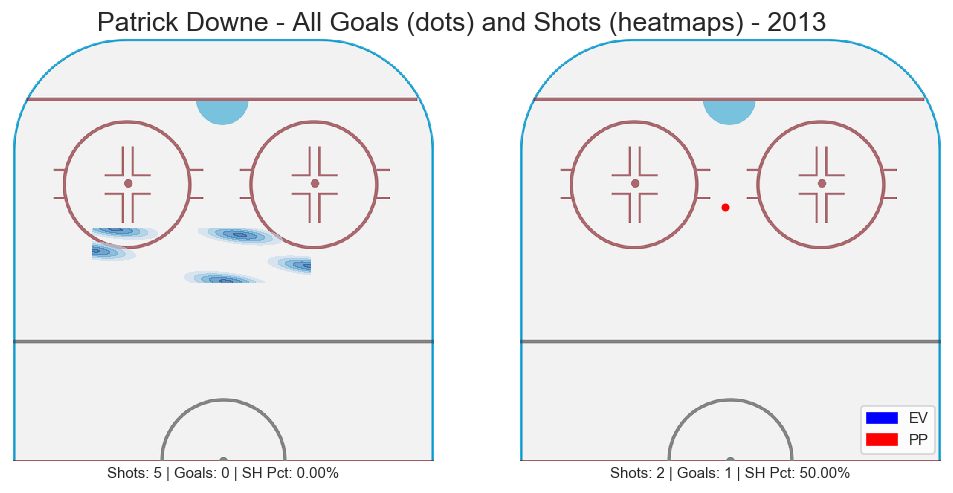 Patrick Downe - All Goals (dots) and Shots (heatmaps) - 2013
EV
PP
Shots: 5 | Goals: 0 | SH Pct: 0.00%
Shots: 2 | Goals: 1 | SH Pct: 50.00%